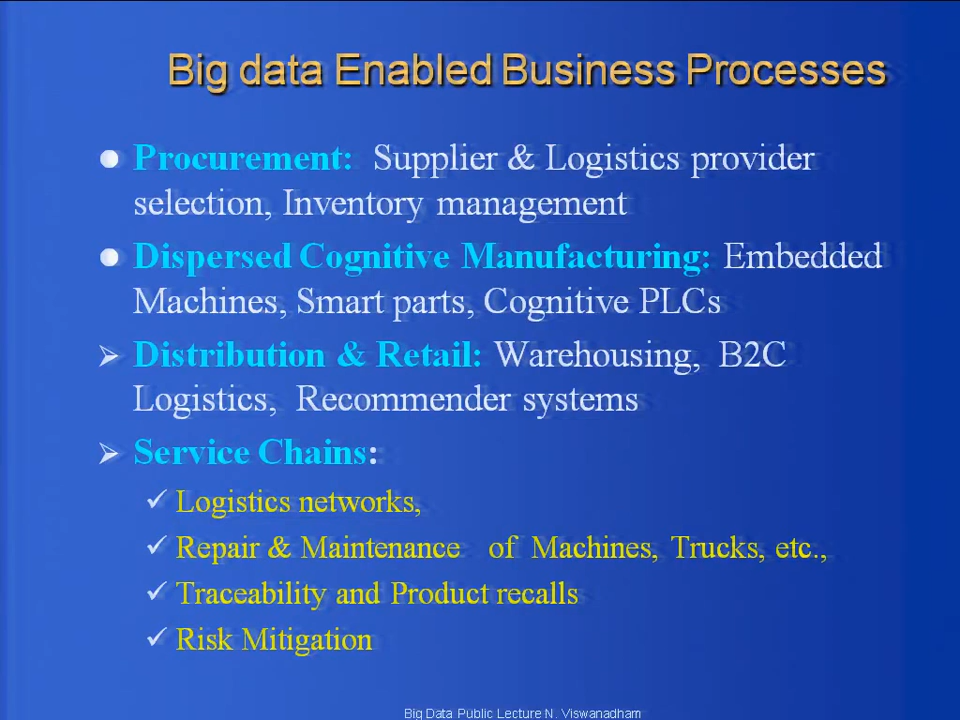 Big data Enabled Business Processes
Procurement: Supplier & Logistics provider
selection, Inventory management
Dispersed Cognitive Manufacturing: Embedded
Machines, Smart parts, Cognitive PLCs
Distribution & Retail: Warehousing, B2C
Logistics, Recommender systems
Service Chains:
Logistics networks,
Repair & Maintenance of Machines, Trucks, etc.,
Traceability and Product recalls
Risk Mitigation
Big Data Public Lecture N. Viswanadham